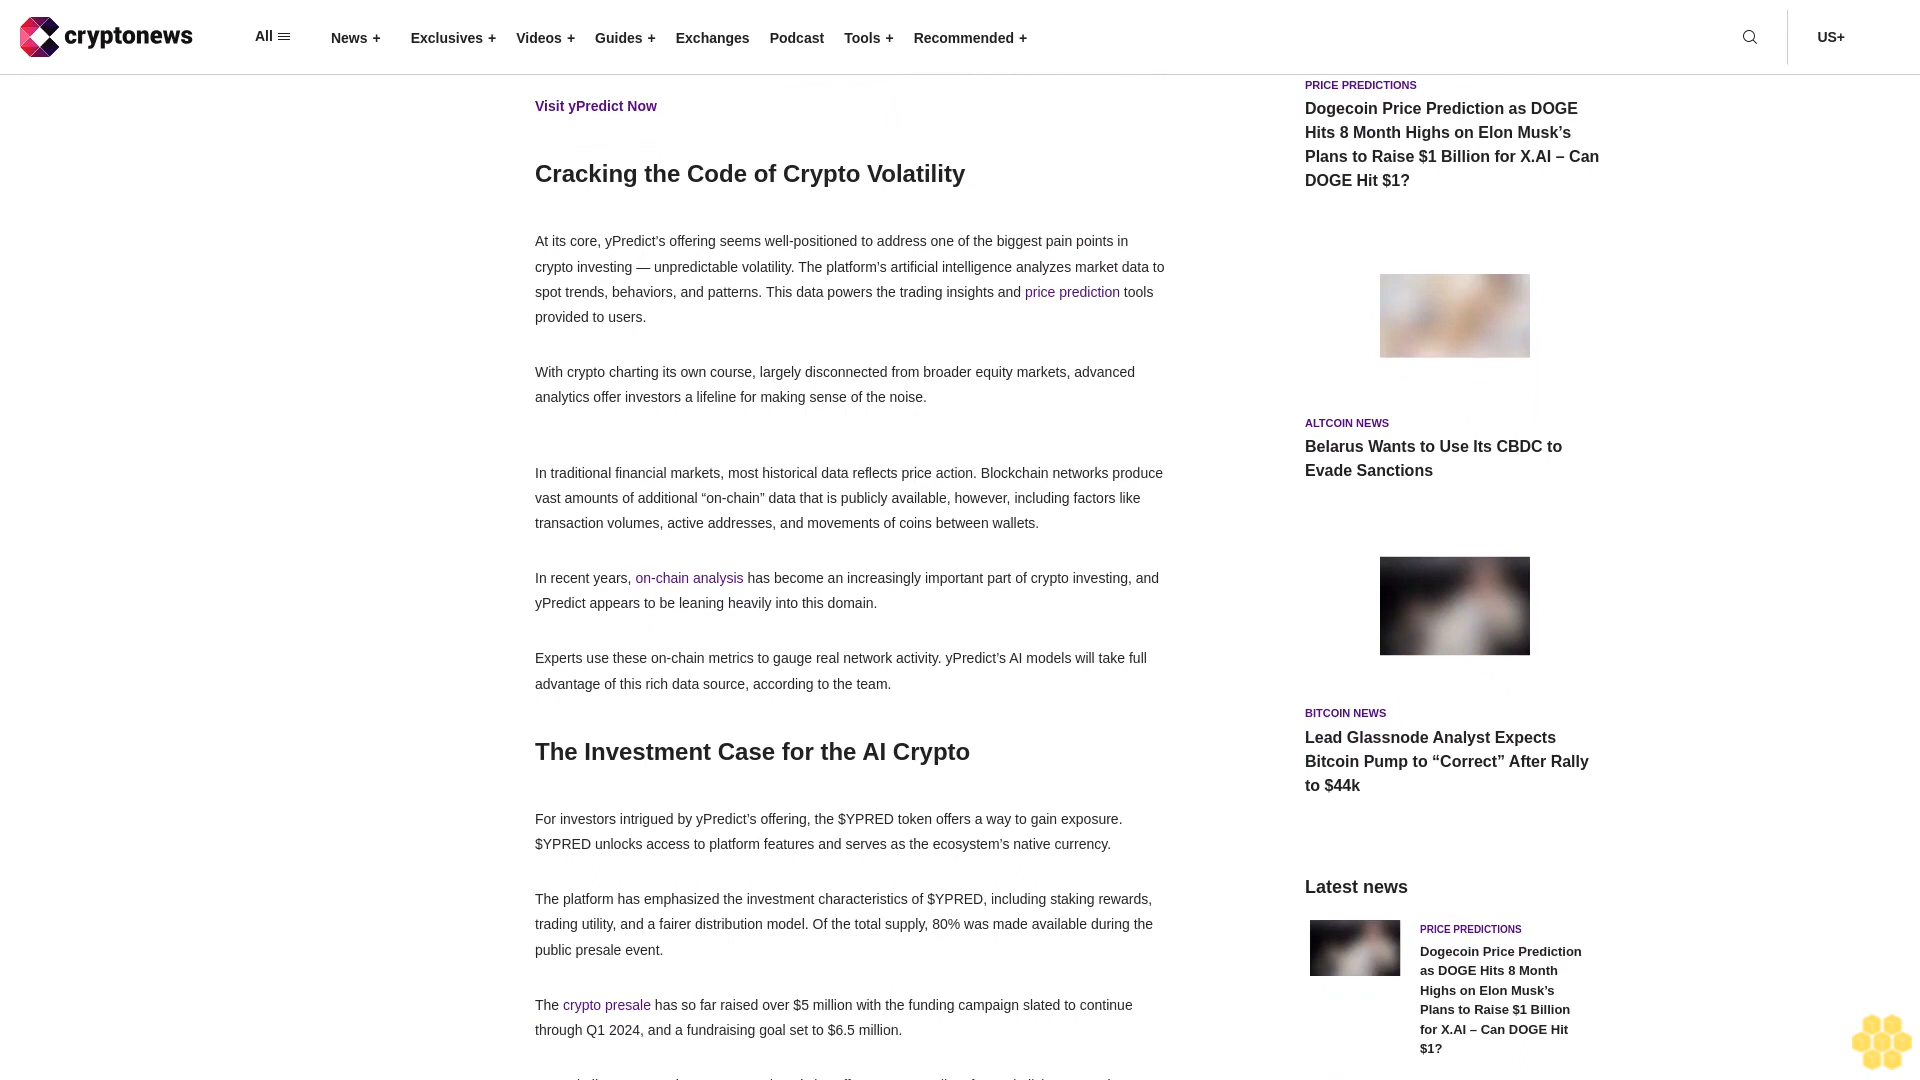 cryptonews
All
News +
Exclusives +
Videos +
Guides +
Exchanges
Podcast
Tools +
Recommended +
US+
Visit yPredict Now
Cracking the Code of Crypto Volatility
At its core, yPredict’s offering seems well-positioned to address one of the biggest pain points in
crypto investing — unpredictable volatility. The platform’s artificial intelligence analyzes market data to
spot trends, behaviors, and patterns. This data powers the trading insights and price prediction tools
provided to users.
With crypto charting its own course, largely disconnected from broader equity markets, advanced
analytics offer investors a lifeline for making sense of the noise.
In traditional financial markets, most historical data reflects price action. Blockchain networks produce
vast amounts of additional “on-chain” data that is publicly available, however, including factors like
transaction volumes, active addresses, and movements of coins between wallets.
In recent years, on-chain analysis has become an increasingly important part of crypto investing, and
yPredict appears to be leaning heavily into this domain.
Experts use these on-chain metrics to gauge real network activity. yPredict’s AI models will take full
advantage of this rich data source, according to the team.
The Investment Case for the AI Crypto
For investors intrigued by yPredict’s offering, the $YPRED token offers a way to gain exposure.
$YPRED unlocks access to platform features and serves as the ecosystem’s native currency.
The platform has emphasized the investment characteristics of $YPRED, including staking rewards,
trading utility, and a fairer distribution model. Of the total supply, 80% was made available during the
public presale event.
The crypto presale has so far raised over $5 million with the funding campaign slated to continue
through Q1 2024, and a fundraising goal set to $6.5 million.
PRICE PREDICTIONS
Dogecoin Price Prediction as DOGE
Hits 8 Month Highs on Elon Musk’s
Plans to Raise $1 Billion for X.AI – Can
DOGE Hit $1?
ALTCOIN NEWS
Belarus Wants to Use Its CBDC to
Evade Sanctions
BITCOIN NEWS
Lead Glassnode Analyst Expects
Bitcoin Pump to “Correct” After Rally
to $44k
Latest news
PRICE PREDICTIONS
Dogecoin Price Prediction
as DOGE Hits 8 Month
Highs on Elon Musk’s
Plans to Raise $1 Billion
for X.AI – Can DOGE Hit
$1?